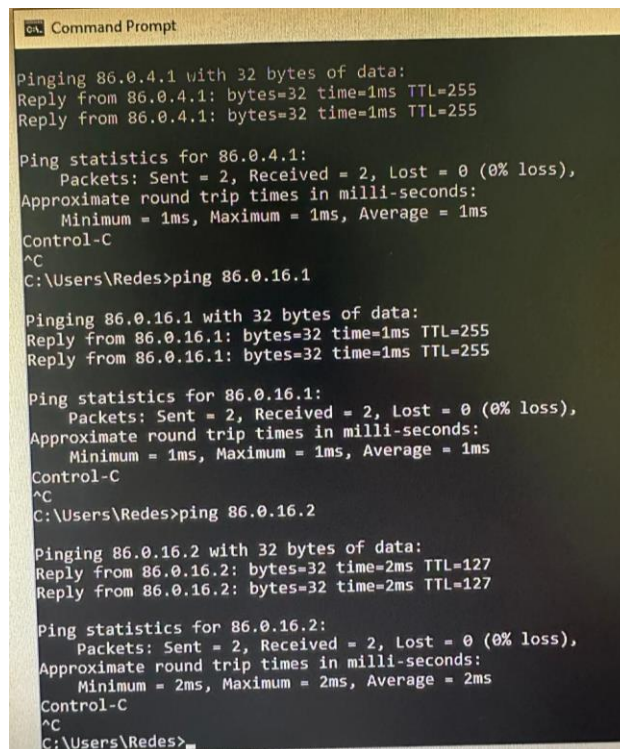 Command Prompt
Pinging 86.0.4.1 with 32 bytes of data:
Reply from 86.0.4.1: bytes=32 time=1ms TTL=255
Reply from 86.0.4.1: bytes=32 time=1ms TTL=255
Ping statistics for 86.0.4.1:
Packets: Sent = 2, Received = 2, Lost = 0 (0% loss),
Approximate round trip times in milli-seconds:
Minimum = 1ms, Maximum = 1ms, Average = 1ms
Control-C
^C
C:\Users\Redes>ping 86.0.16.1
Pinging 86.0.16.1 with 32 bytes of data:
Reply from 86.0.16.1: bytes=32 time=1ms TTL=255
Reply from 86.0.16.1: bytes=32 time=1ms TTL=255
Ping statistics for 86.0.16.1:
Packets: Sent = 2, Received = 2, Lost = 0 (0% loss),
Approximate round trip times in milli-seconds:
Minimum = 1ms, Maximum = 1ms, Average = 1ms
Control-C
^C
C:\Users\Redes>ping 86.0.16.2
Pinging 86.0.16.2 with 32 bytes of data:
Reply from 86.0.16.2: bytes=32 time=2ms TTL=127
Reply from 86.0.16.2: bytes=32 time=2ms TTL=127
Ping statistics for 86.0.16.2:
Packets: Sent = 2, Received = 2, Lost = 0 (0% loss),
Approximate round trip times in milli-seconds:
Minimum = 2ms, Maximum = 2ms, Average = 2ms
Control-C
^C
C:\Users\Redes>_